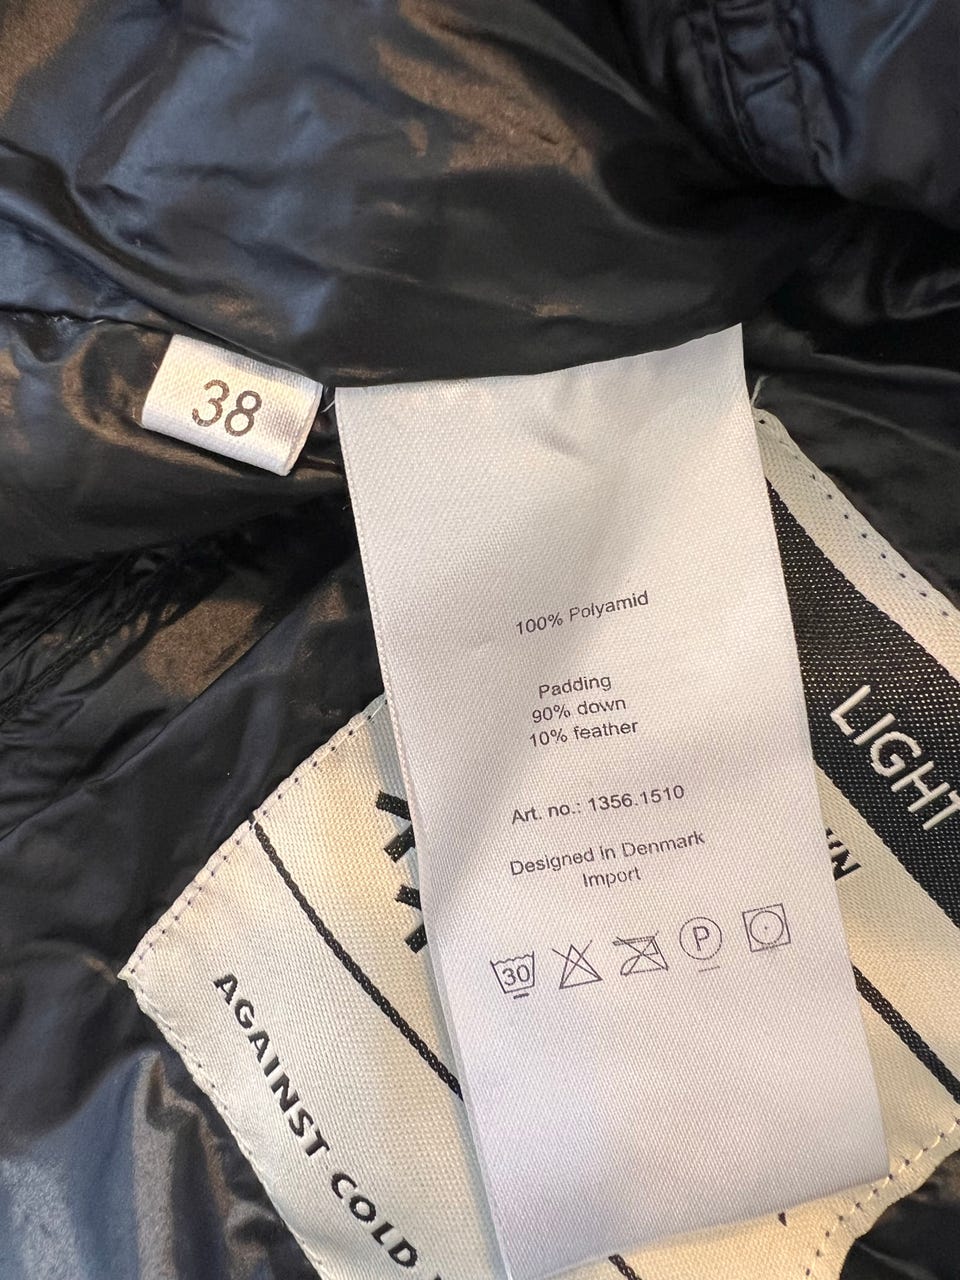 38
100% Polyamid
Padding
90% down
10% feather
Art. no.: 1356.1510
Designed in Denmark
Import
30
P
LIGHT
AGAINST COLD